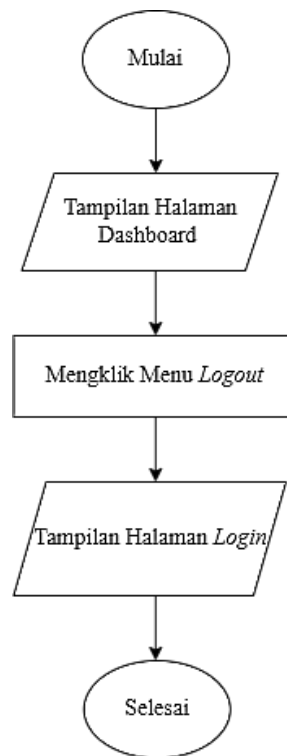 Mulai
Tampilan Halaman
Dashboard
Mengklik Menu Logout
Tampilan Halaman Login
Selesai